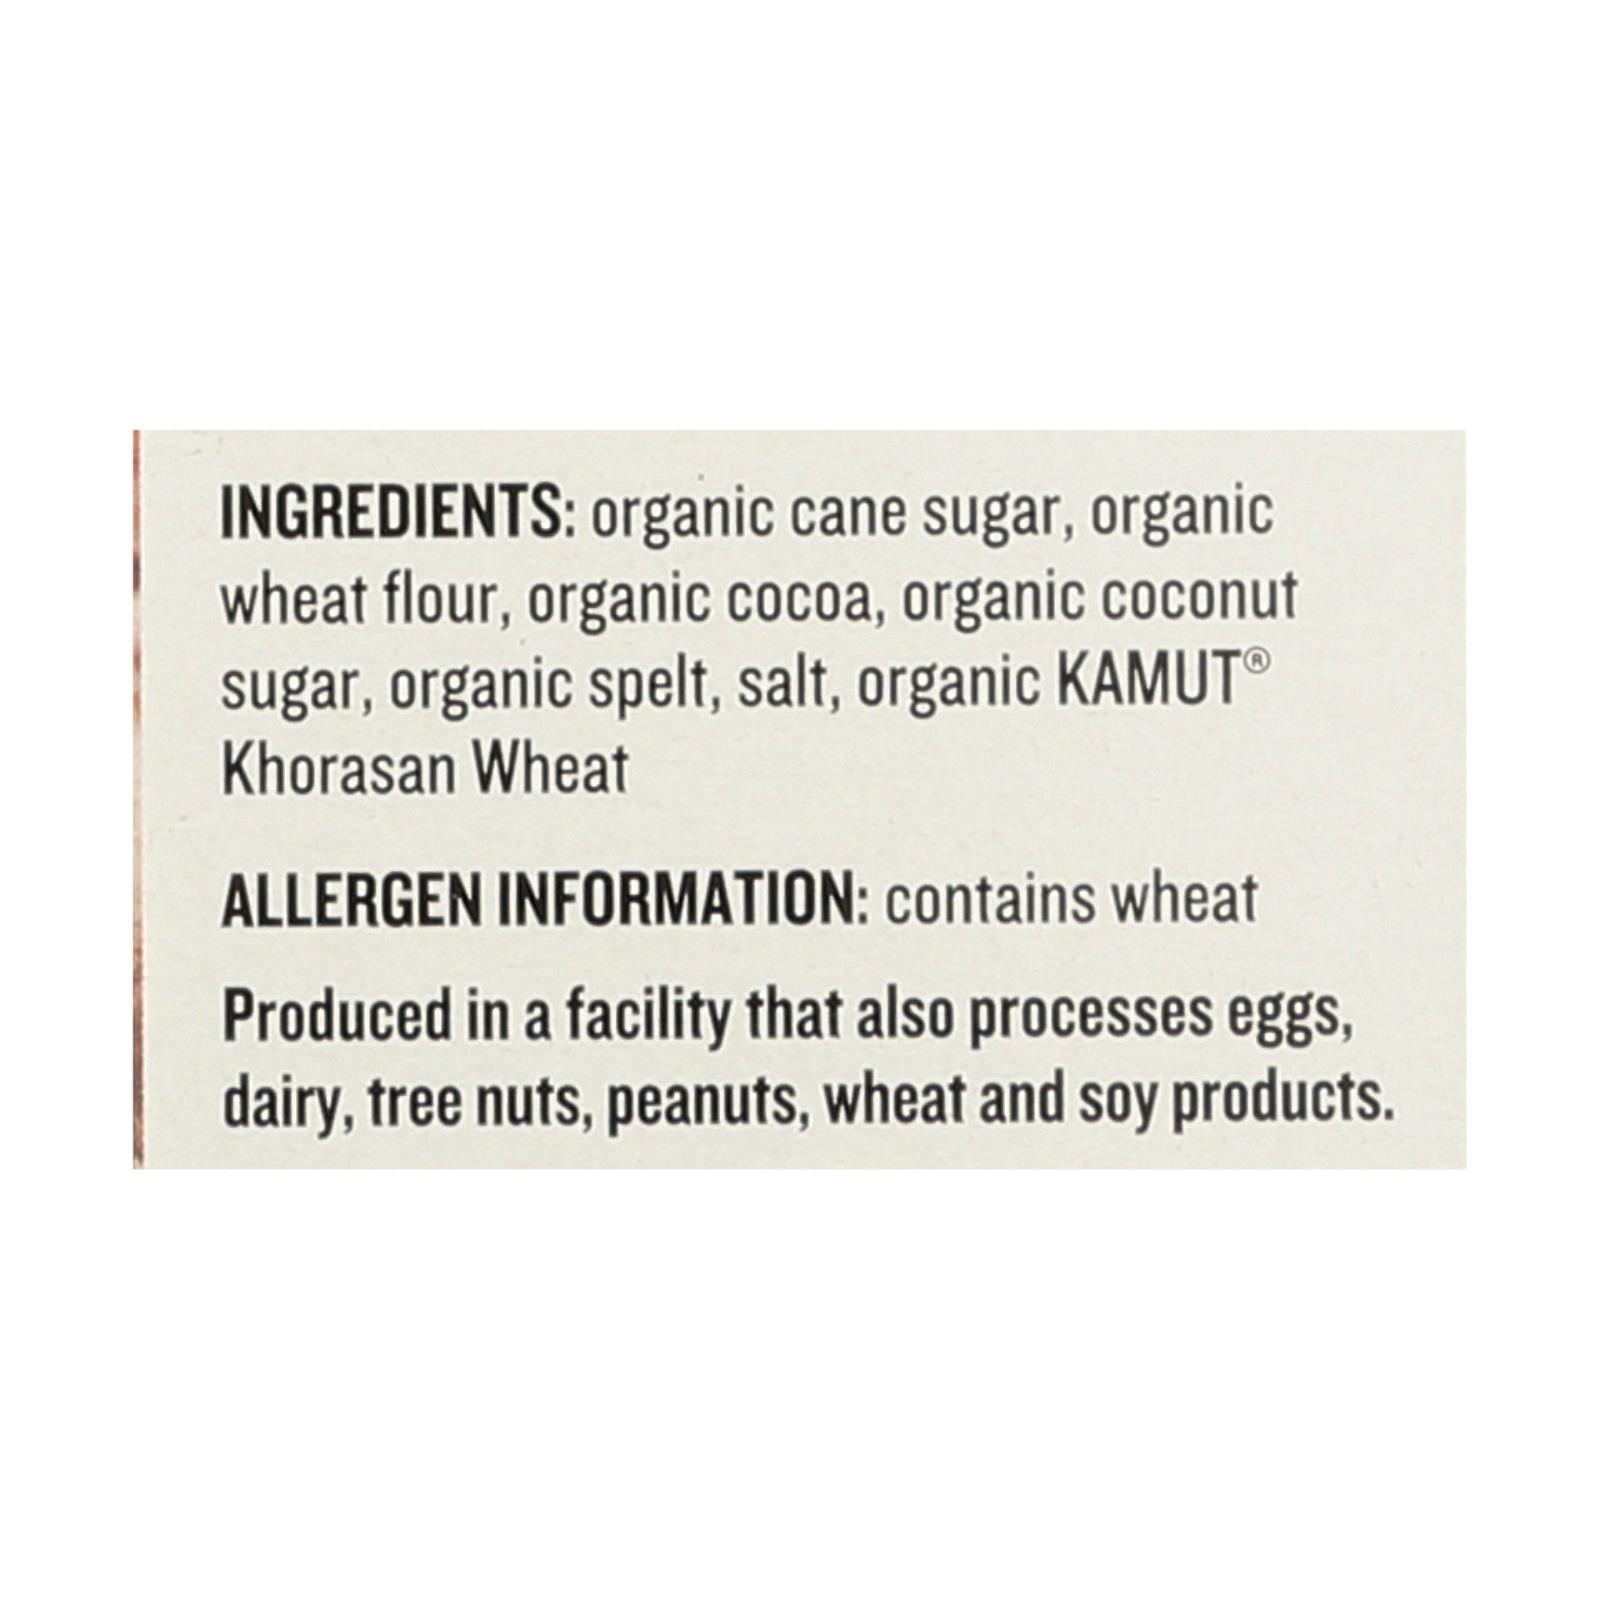 INGREDIENTS: organic cane sugar, organic
wheat flour, organic cocoa, organic coconut
sugar, organic spelt, salt, organic KAMUT®
Khorasan Wheat
ALLERGEN INFORMATION: contains wheat
Produced in a facility that also processes eggs,
dairy, tree nuts, peanuts, wheat and soy products.